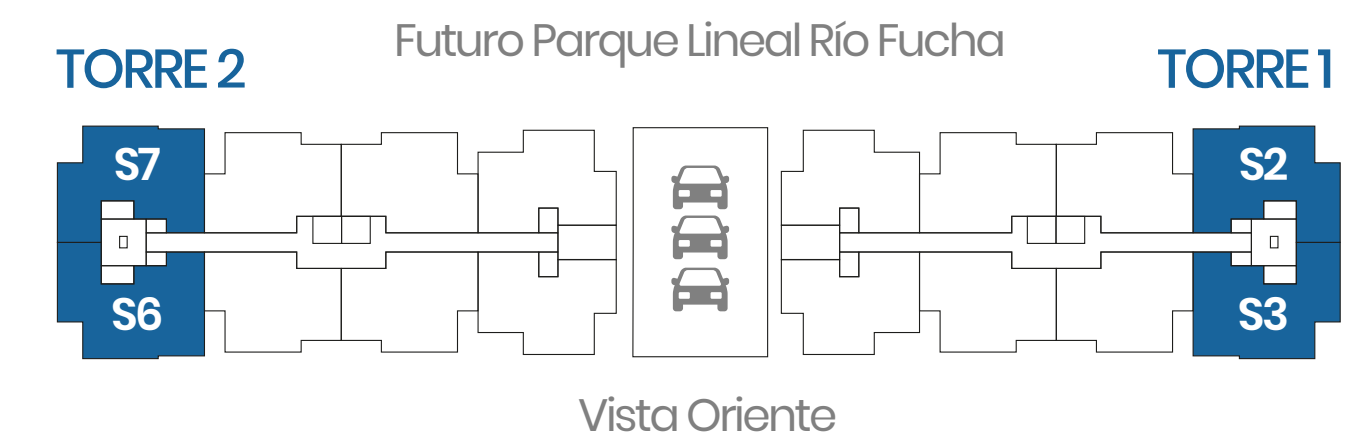 Futuro Parque Lineal Río Fucha
TORRE 2
TORRE 1
S7
S2
S6
S3
Vista Oriente